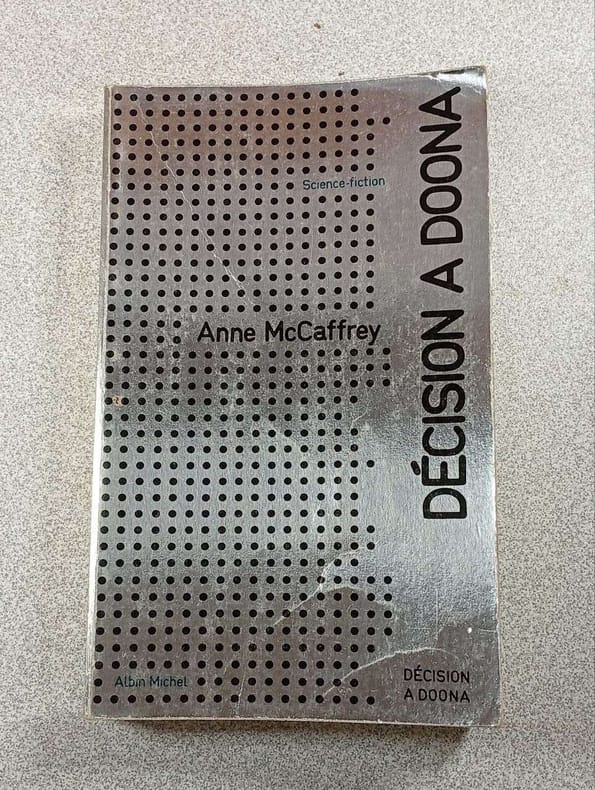 Science-fiction
Anne McCaffrey
DÉCISION A DOONA
Albin Michel
DÉCISION
A DOONA